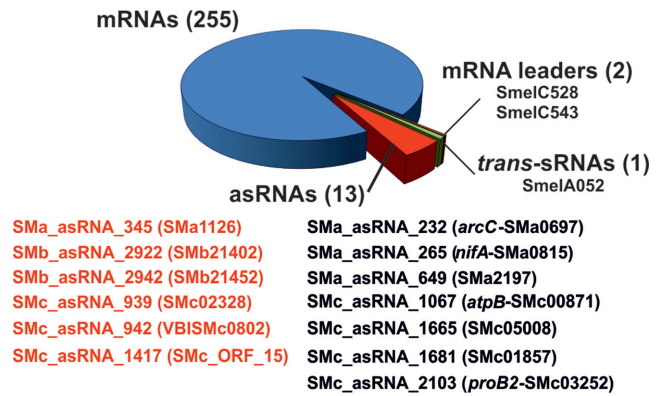 mRNAs (255)
mRNA leaders (2)
SmelC528
SmelC543
trans-sRNAs (1)
SmelA052
asRNAs (13)
SMa_asRNA_345 (SMa1126)
SMb_asRNA_2922 (SMb21402)
SMb_asRNA_2942 (SMb21452)
SMc_asRNA_939 (SMc02328)
SMc_asRNA_942 (VBISMc0802)
SMc_asRNA_1417 (SMc_ORF_15)
SMa_asRNA_232 (arcC-SMa0697)
SMa_asRNA_265 (nifA-SMa0815)
SMa_asRNA_649 (SMa2197)
SMc_asRNA_1067 (atpB-SMc00871)
SMc_asRNA_1665 (SMc05008)
SMc_asRNA_1681 (SMc01857)
SMc_asRNA_2103 (proB2-SMc03252)